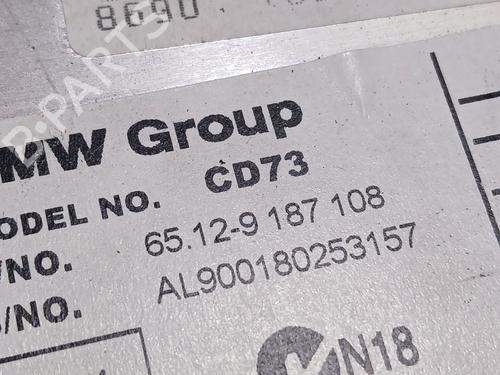 8690
MW Group
ODEL NO. CD73
/NO. 65.12-9 187 108
/NO. AL900180253157
N18